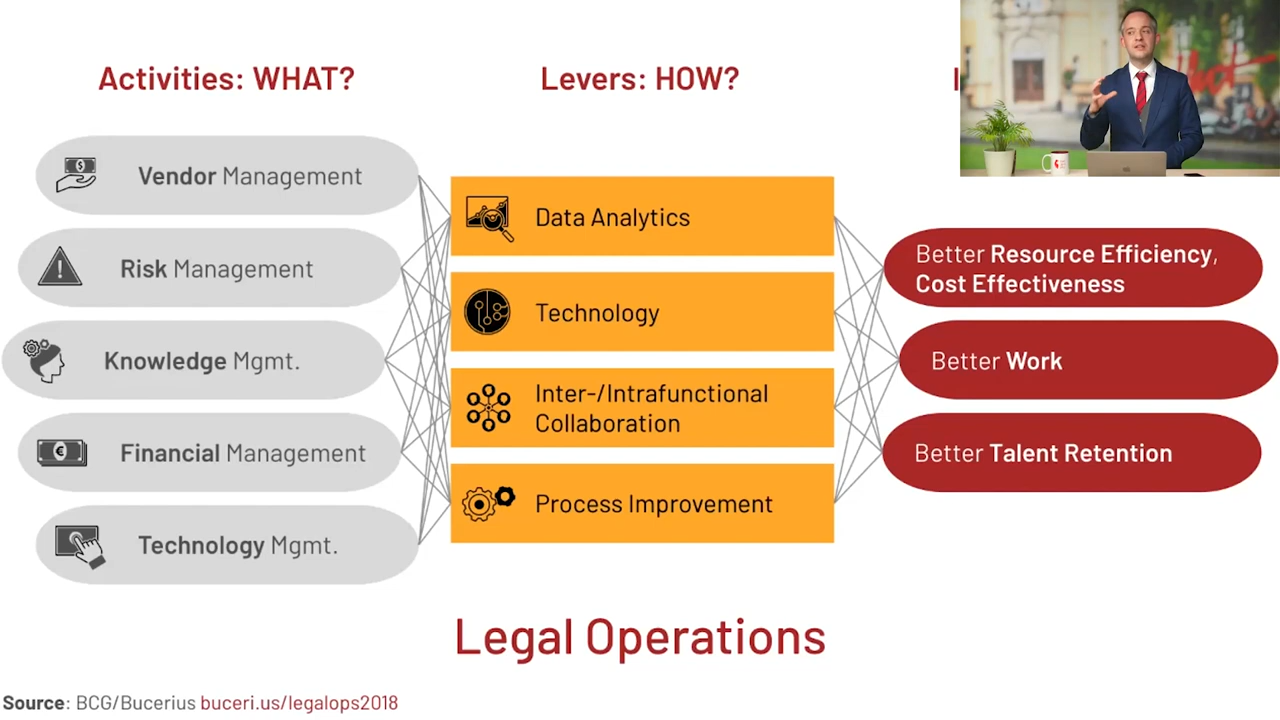 Activities: WHAT?
Levers: HOW?
Vendor Management
Risk Management
Knowledge Mgmt.
Financial Management
Technology Mgmt.
Data Analytics
Technology
Inter-/Intrafunctional
Collaboration
Process Improvement
Better Resource Efficiency,
Cost Effectiveness
Better Work
Better Talent Retention
Legal Operations
Source: BCG/Bucerius buceri.us/legalops2018